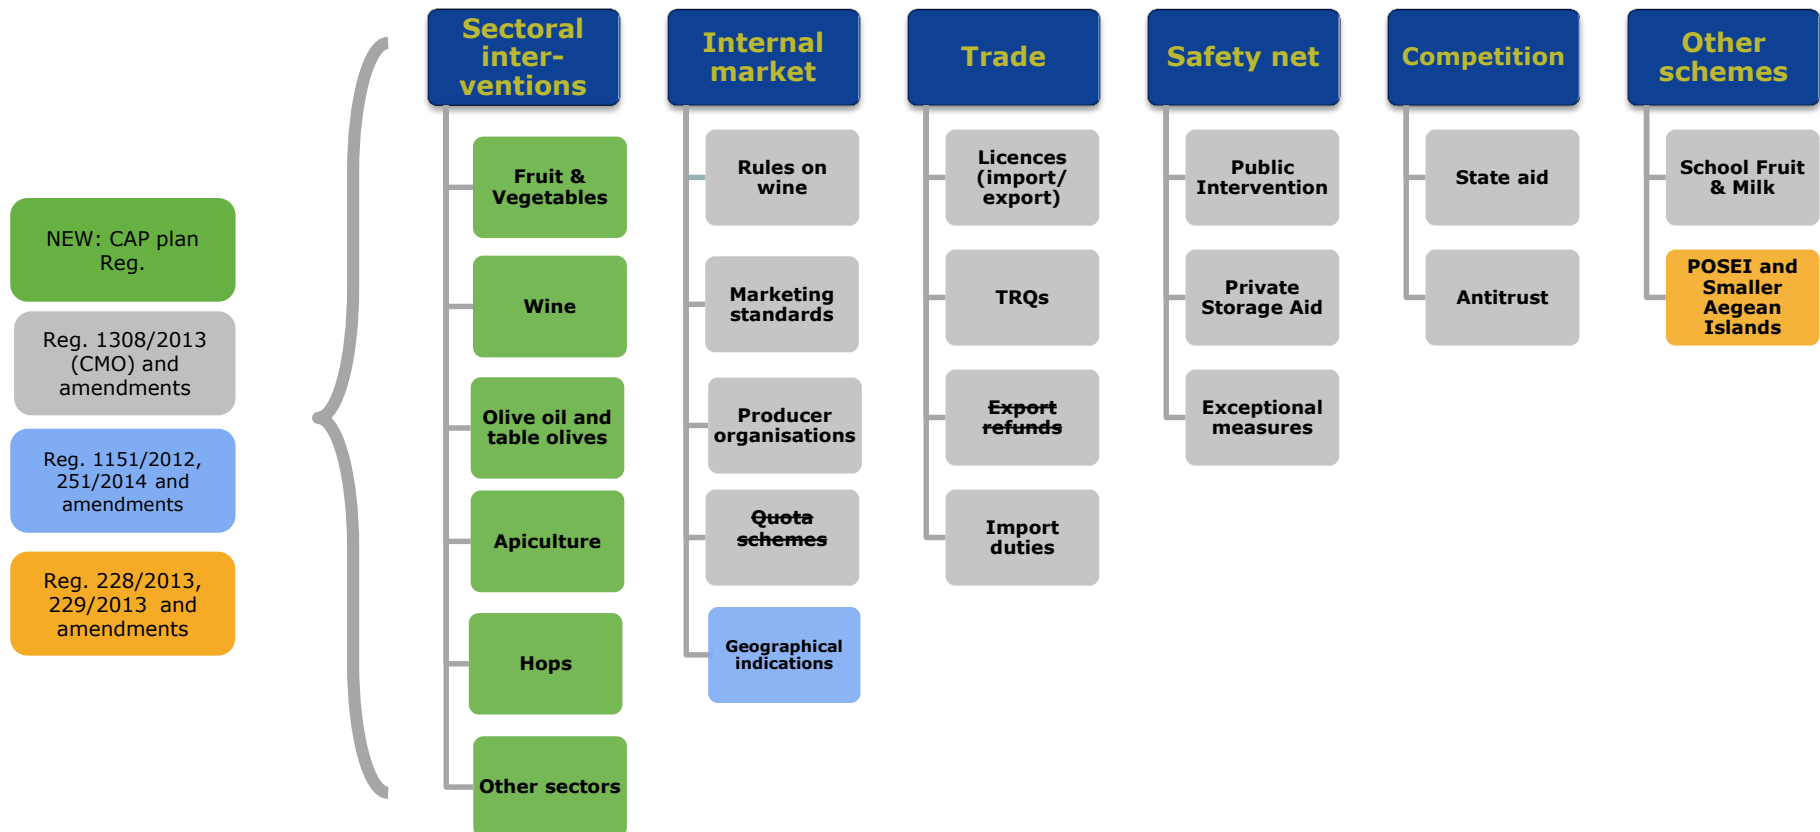 NEW: CAP plan
Reg.
Reg. 1308/2013
(CMO) and
amendments
Reg. 1151/2012,
251/2014 and
amendments
Reg. 228/2013,
229/2013 and
amendments
Sectoral
inter-
ventions
Fruit &
Vegetables
Wine
Olive oil and
table olives
Apiculture
Hops
Other sectors
Internal
market
Rules on
wine
Marketing
standards
Producer
organisations
Quota
schemes
Geographical
indications
Trade
Licences
(import/
export)
TRQs
Export
refunds
Import
duties
Safety net
Public
Intervention
Private
Storage Aid
Exceptional
measures
Competition
State aid
Antitrust
Other
schemes
School Fruit
& Milk
POSEI and
Smaller
Aegean
Islands